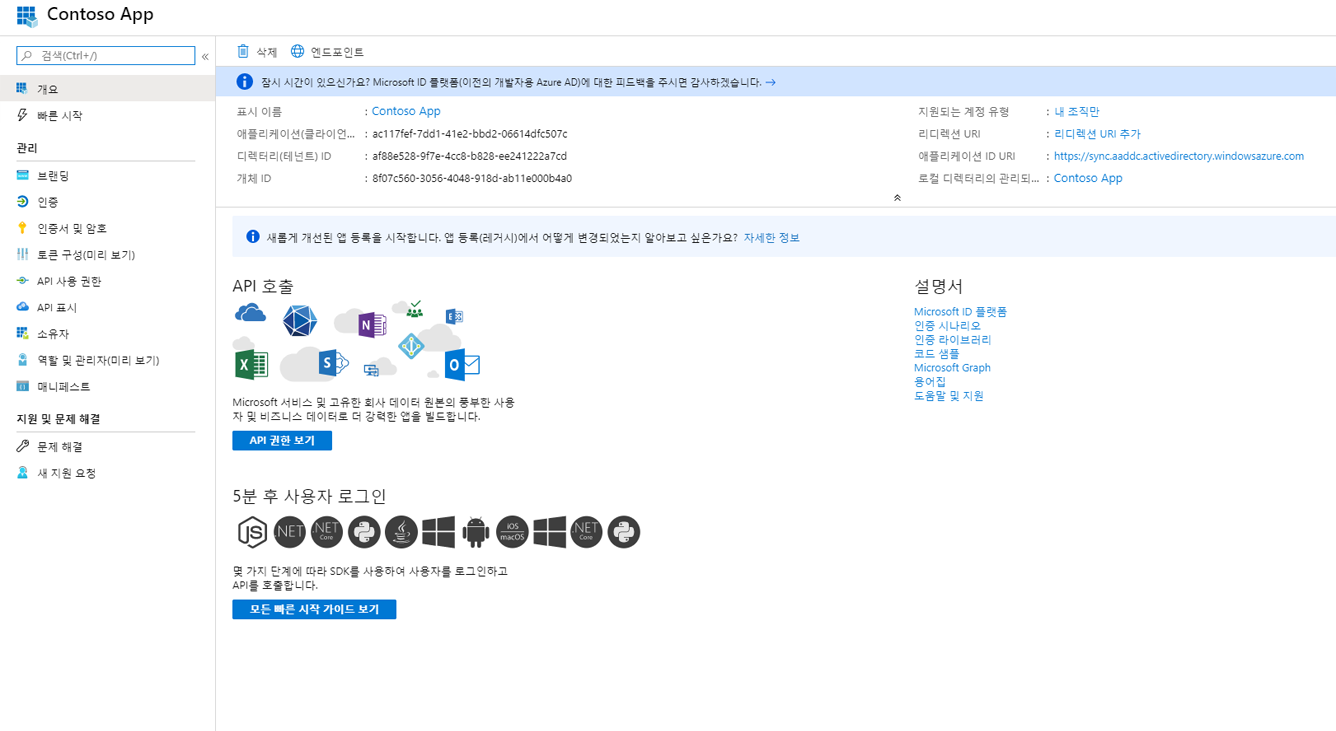 Contoso App
검색(Ctrl+/)
«
개요
빠른 시작
관리
브랜딩
인증
인증서 및 암호
토큰 구성(미리 보기)
API 사용 권한
API 표시
소유자
역할 및 관리자(미리 보기)
매니페스트
지원 및 문제 해결
문제 해결
새 지원 요청
삭제 엔드포인트
잠시 시간이 있으신가요? Microsoft ID 플랫폼(이전의 개발자용 Azure AD)에 대한 피드백을 주시면 감사하겠습니다. →
표시 이름 : Contoso App
애플리케이션(클라이언... : ac117fef-7dd1-41e2-bbd2-06614dfc507c
디렉터리(테넌트) ID : af88e528-9f7e-4cc8-b828-ee241222a7cd
개체 ID : 8f07c560-3056-4048-918d-ab11e000b4a0
지원되는 계정 유형 : 내 조직만
리디렉션 URI : 리디렉션 URI 추가
애플리케이션 ID URI : https://sync.aaddc.activedirectory.windowsazure.com
로컬 디렉터리의 관리되... : Contoso App
새롭게 개선된 앱 등록을 시작합니다. 앱 등록(레거시)에서 어떻게 변경되었는지 알아보고 싶은가요? 자세한 정보
API 호출
N
E
X
S
O
Microsoft 서비스 및 고유한 회사 데이터 원본의 풍부한 사용
자 및 비즈니스 데이터로 더 강력한 앱을 빌드합니다.
API 권한 보기
설명서
Microsoft ID 플랫폼
인증 시나리오
인증 라이브러리
코드 샘플
Microsoft Graph
용어집
도움말 및 지원
5분 후 사용자 로그인
JS
.NET
.NET Core
iOS macOS
.NET Core
몇 가지 단계에 따라 SDK를 사용하여 사용자를 로그인하고
API를 호출합니다.
모든 빠른 시작 가이드 보기